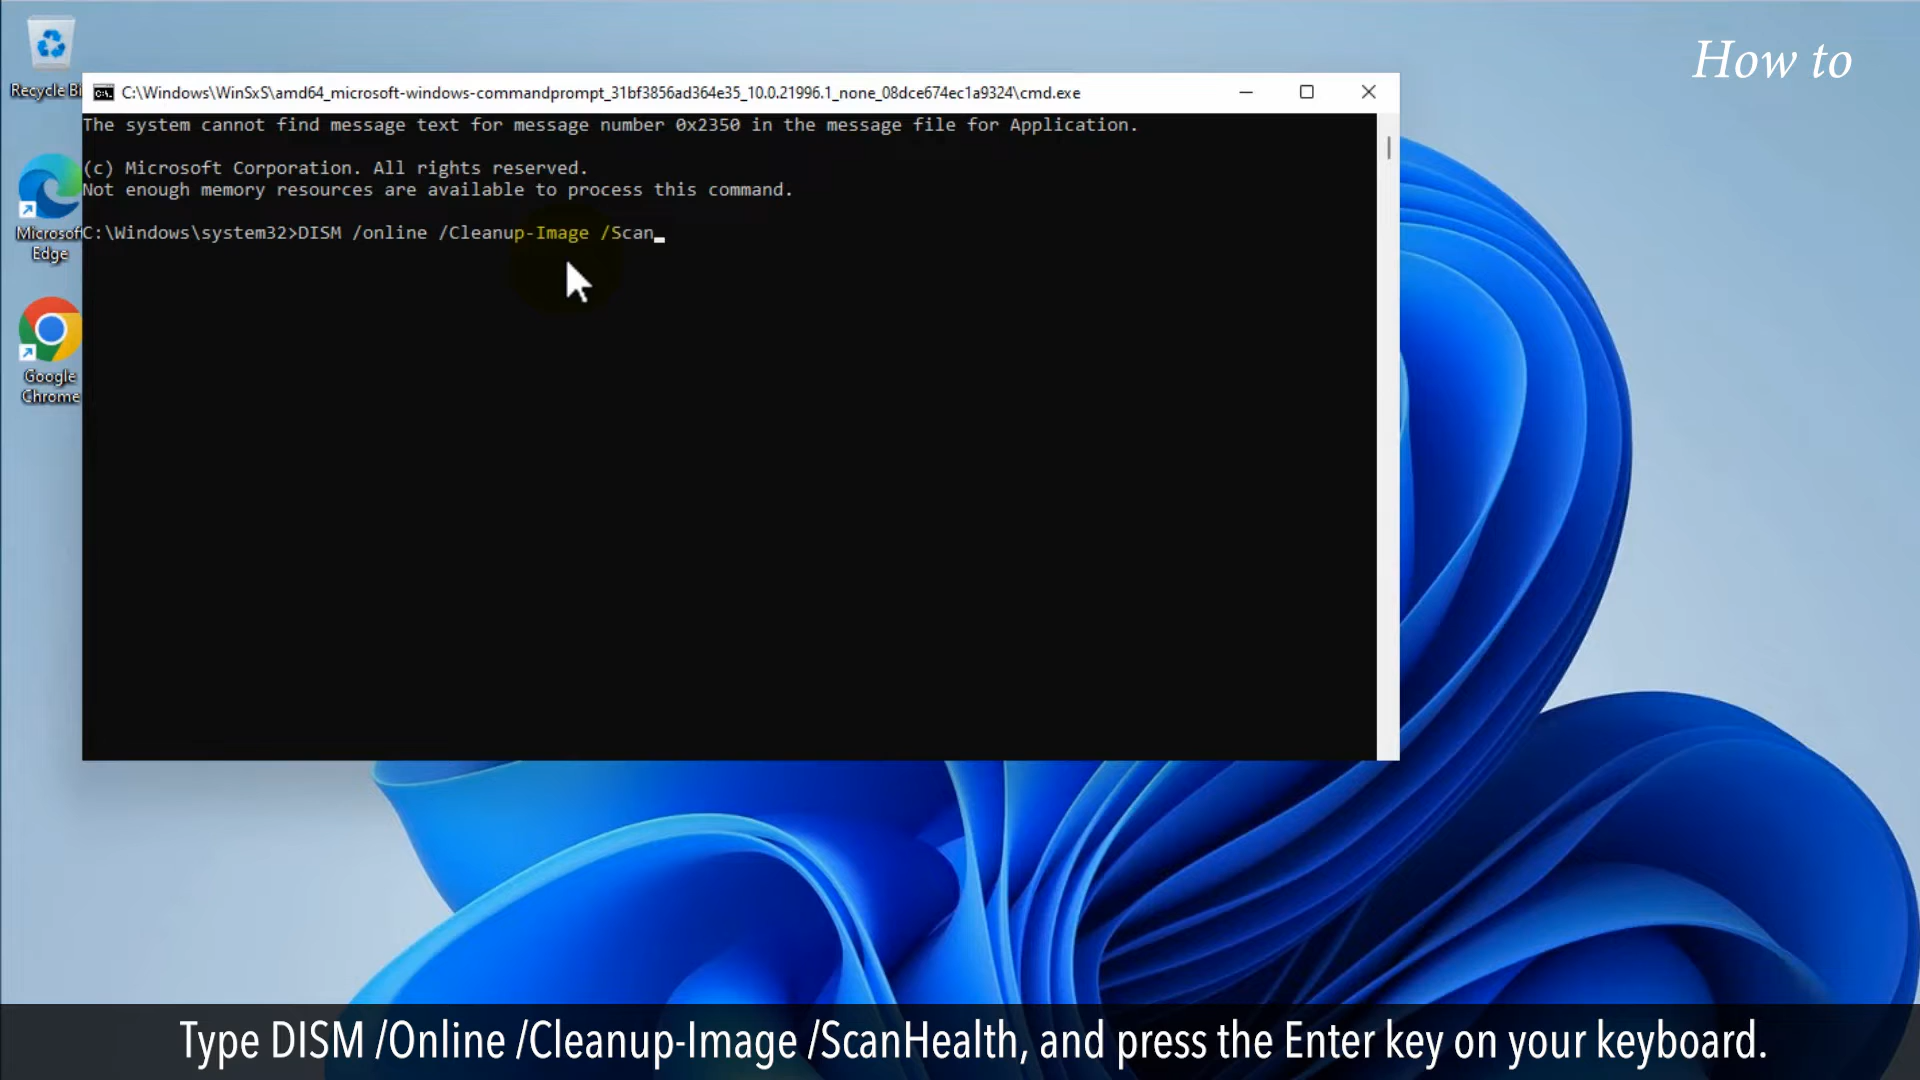 How to
Recycle Bi
C:\Windows\WinSxS\amd64_microsoft-windows-commandprompt_31bf3856ad364e35_10.0.21996.1_none_08dce674ec1a9324\cmd.exe
The system cannot find message text for message number 0x2350 in the message file for Application.
(c) Microsoft Corporation. All rights reserved.
Not enough memory resources are available to process this command.
C:\Windows\system32>DISM /online /Cleanup-Image /Scan
Microsoft
Edge
Google
Chrome
Type DISM /Online /Cleanup-Image /ScanHealth, and press the Enter key on your keyboard.